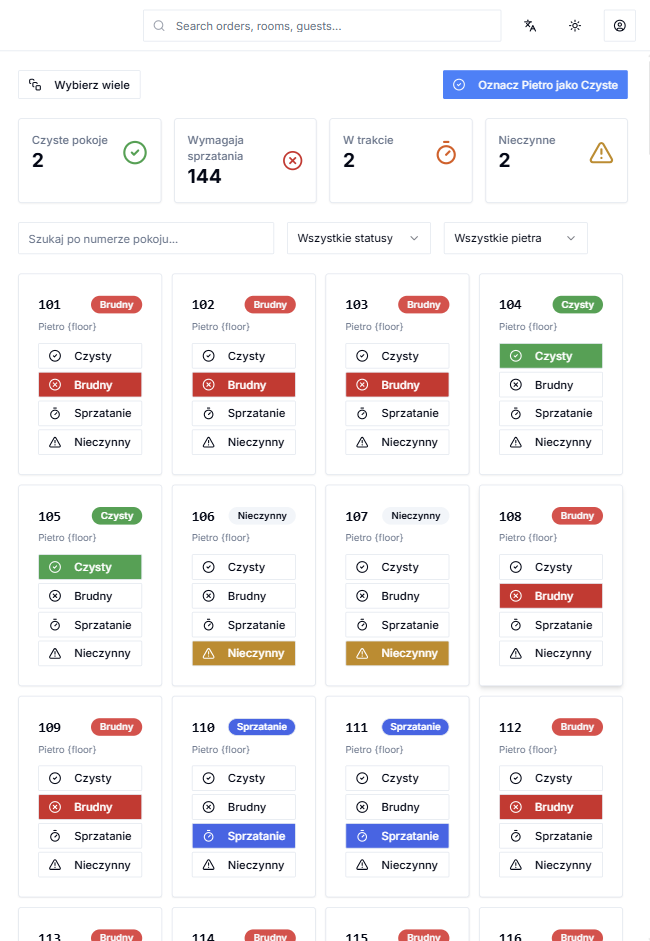 Search orders, rooms, guests...
Wybierz wiele
Oznacz Pietro jako Czyste
Czyste pokoje
2
Wymagaja
sprzatania
144
W trakcie
2
Nieczynne
2
Szukaj po numerze pokoju...
Wszystkie statusy
Wszystkie pietra
101 Brudny
Pietro {floor}
Czysty
Brudny
Sprzatanie
Nieczynny
102 Brudny
Pietro {floor}
Czysty
Brudny
Sprzatanie
Nieczynny
103 Brudny
Pietro {floor}
Czysty
Brudny
Sprzatanie
Nieczynny
104 Czysty
Pietro {floor}
Czysty
Brudny
Sprzatanie
Nieczynny
105 Czysty
Pietro {floor}
Czysty
Brudny
Sprzatanie
Nieczynny
106 Nieczynny
Pietro {floor}
Czysty
Brudny
Sprzatanie
Nieczynny
107 Nieczynny
Pietro {floor}
Czysty
Brudny
Sprzatanie
Nieczynny
108 Brudny
Pietro {floor}
Czysty
Brudny
Sprzatanie
Nieczynny
109 Brudny
Pietro {floor}
Czysty
Brudny
Sprzatanie
Nieczynny
110 Sprzatanie
Pietro {floor}
Czysty
Brudny
Sprzatanie
Nieczynny
111 Sprzatanie
Pietro {floor}
Czysty
Brudny
Sprzatanie
Nieczynny
112 Brudny
Pietro {floor}
Czysty
Brudny
Sprzatanie
Nieczynny
113 Brudny
114 Brudny
115 Brudny
116 Brudny